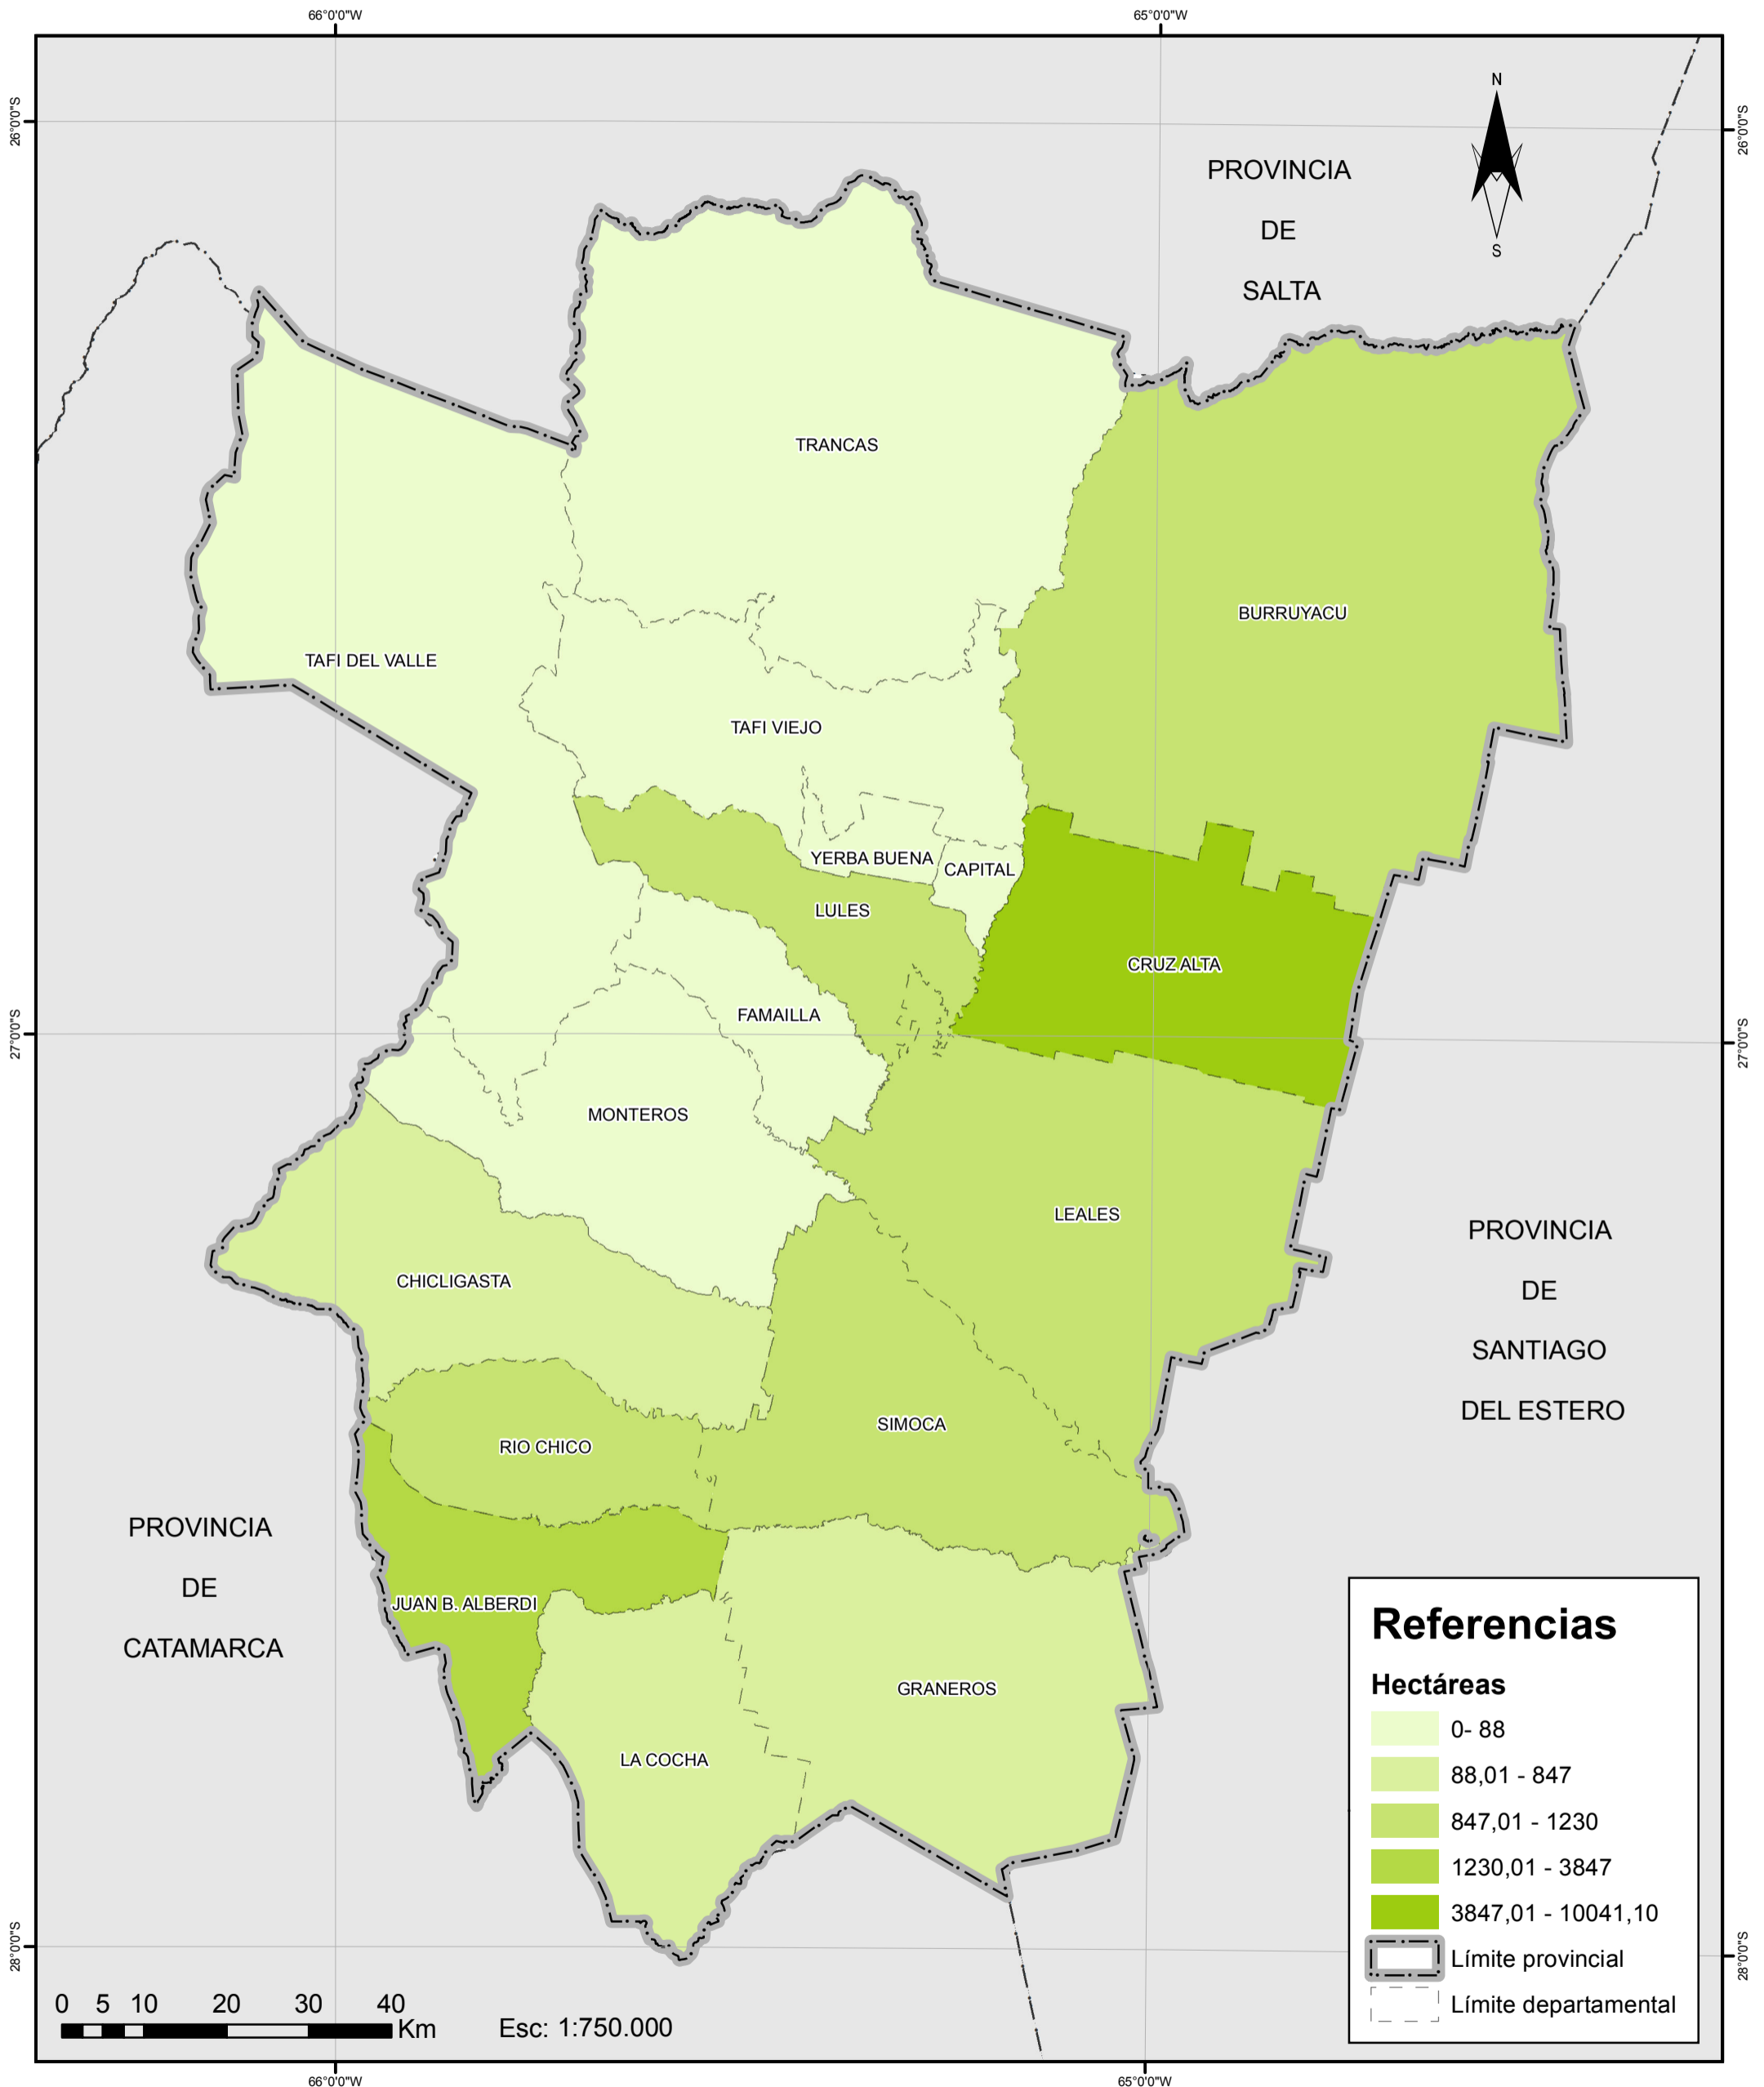 66°0'0"W
65°0'0"W
26°0'0"S
26°0'0"S
N
S
PROVINCIA
DE
SALTA
TRANCAS
BURRUYACU
TAFI DEL VALLE
TAFI VIEJO
YERBA BUENA
CAPITAL
LULES
CRUZ ALTA
FAMAILLA
27°0'0"S
27°0'0"S
MONTEROS
LEALES
PROVINCIA
DE
SANTIAGO
DEL ESTERO
CHICLIGASTA
SIMOCA
RIO CHICO
PROVINCIA
DE
CATAMARCA
JUAN B. ALBERDI
GRANEROS
LA COCHA
Referencias
Hectáreas
0- 88
88,01 - 847
847,01 - 1230
1230,01 - 3847
3847,01 - 10041,10
Límite provincial
Límite departamental
28°0'0"S
28°0'0"S
0 5 10 20 30 40
Km
Esc: 1:750.000
66°0'0"W
65°0'0"W